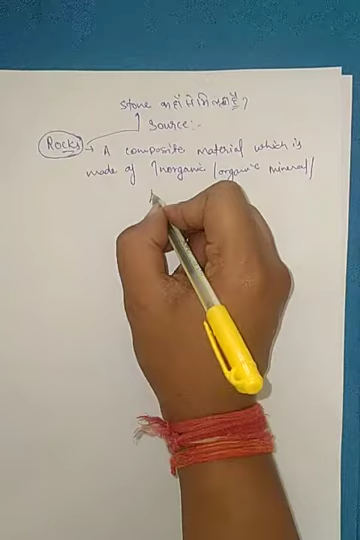 Stone कहाँ से मिलता है?
Source:-
Rocks → A composite material which is
made of Inorganic/organic mineral/